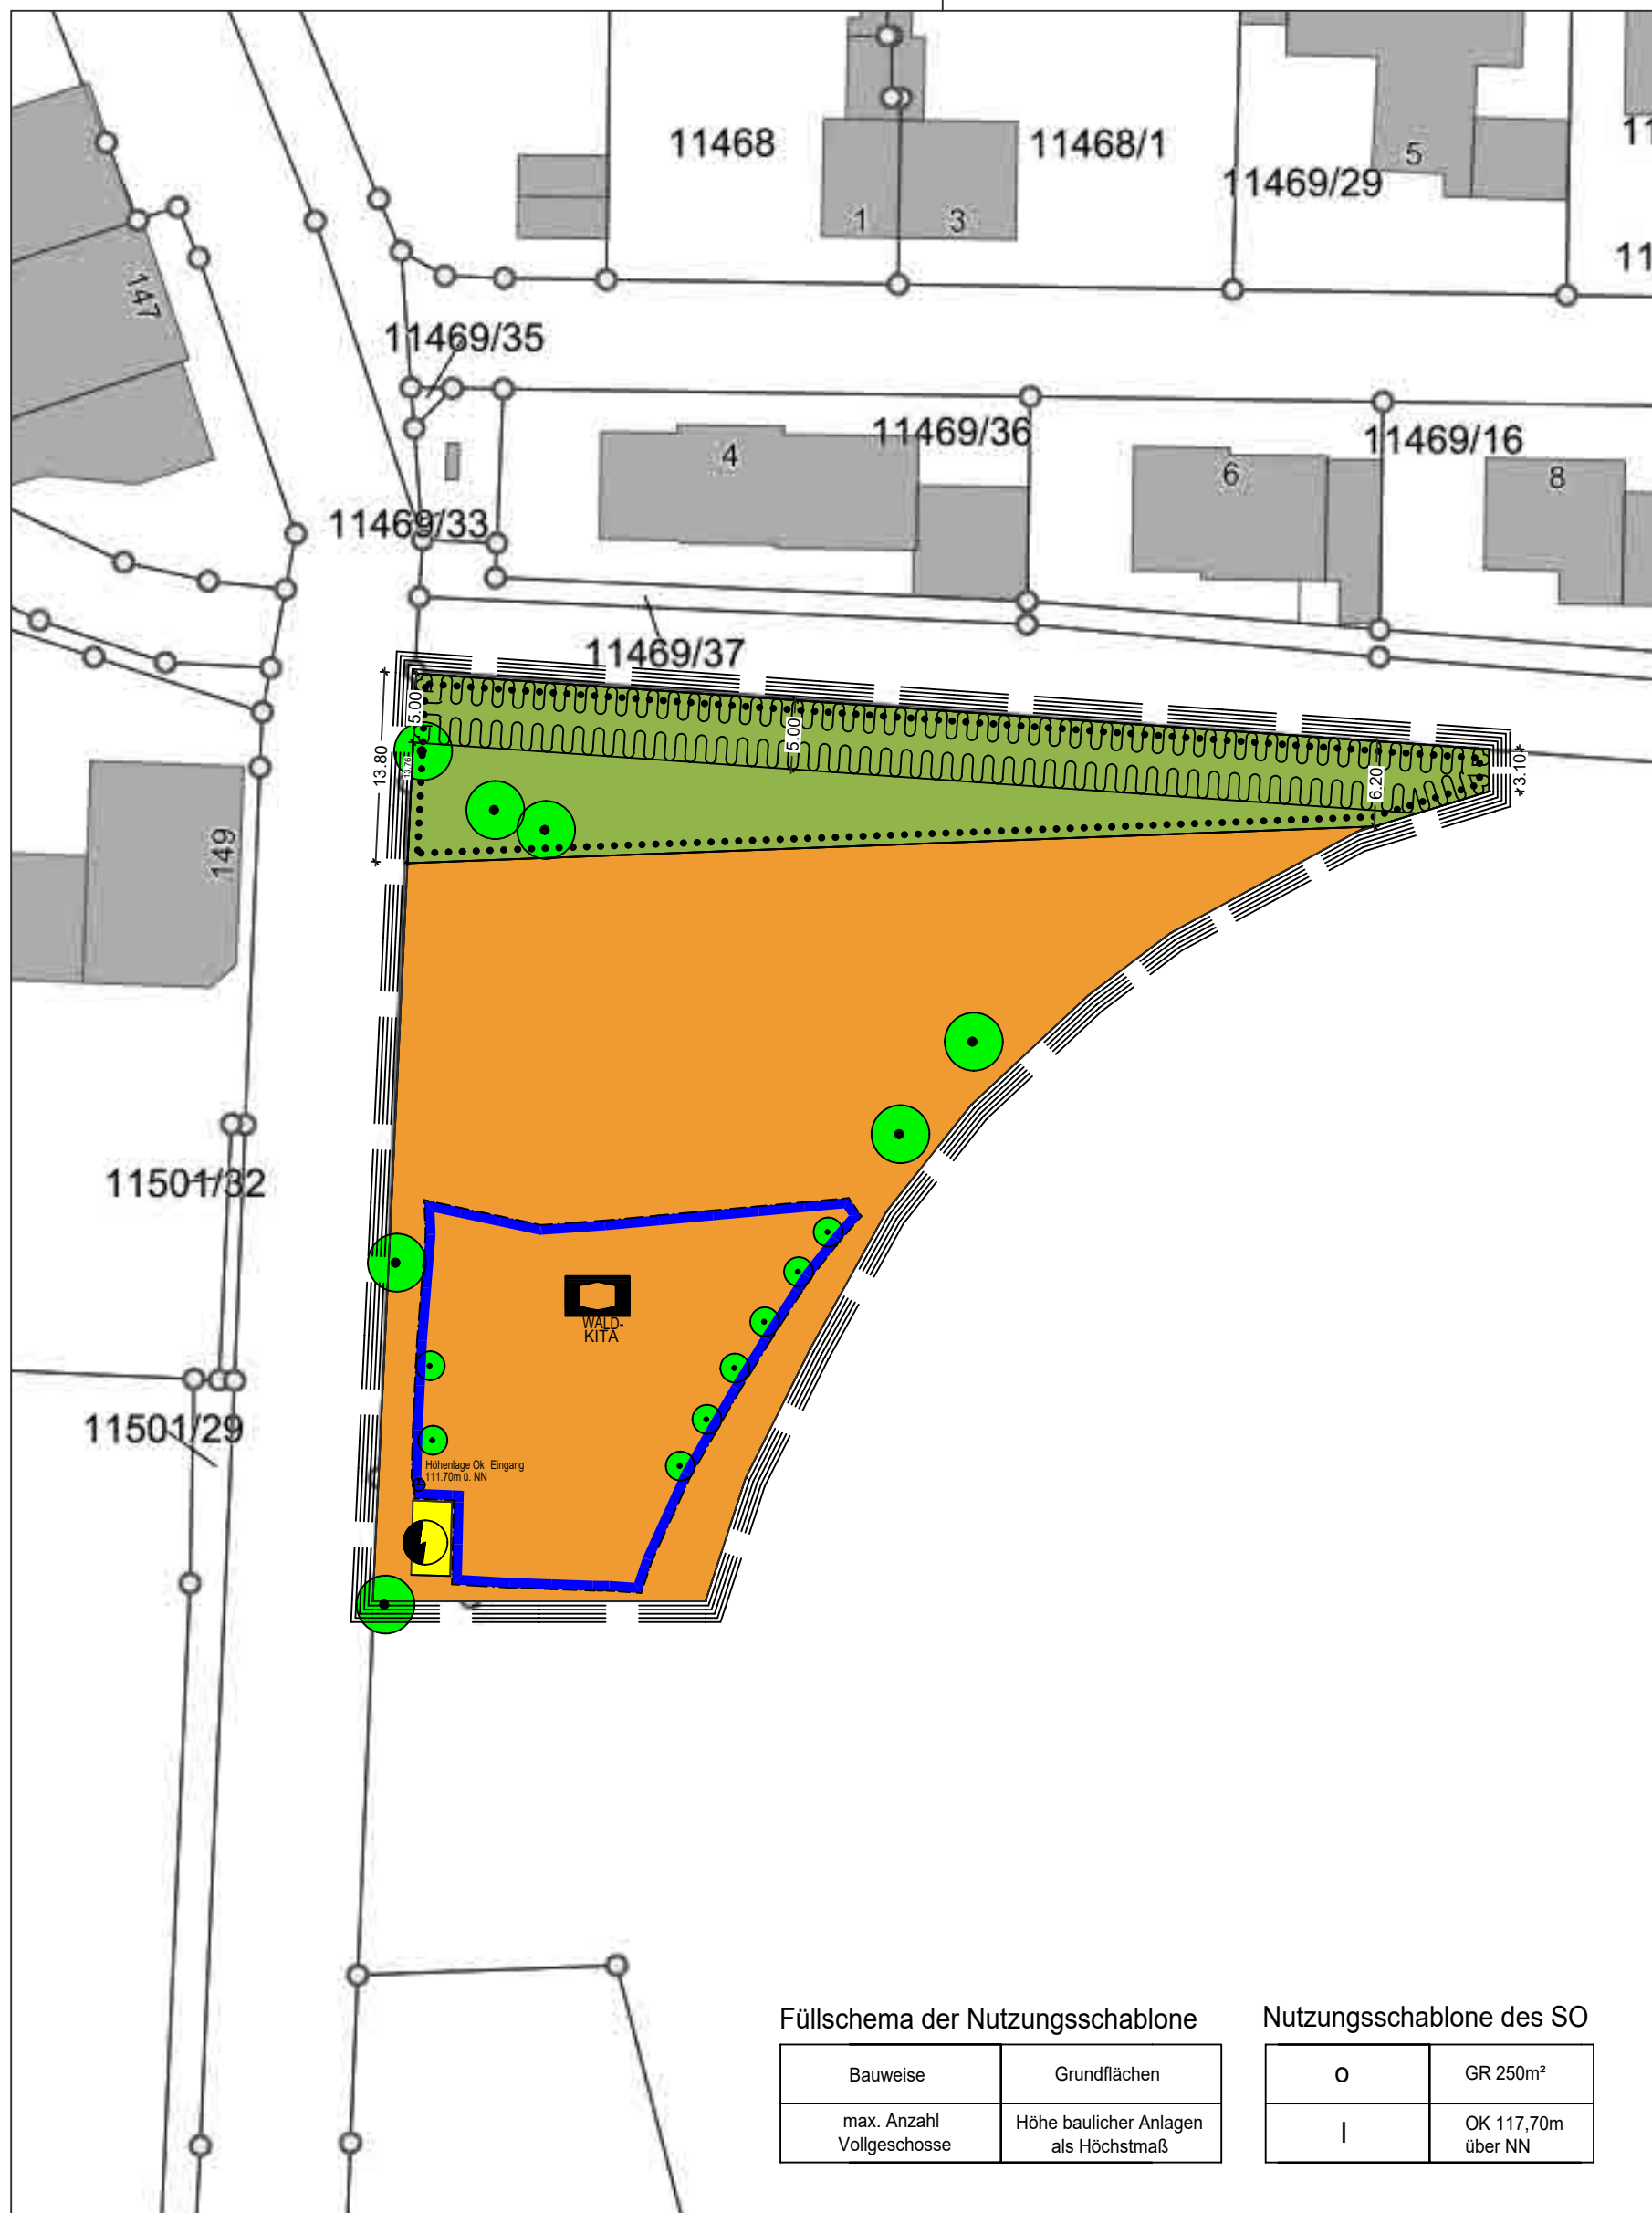 11468
11468/1
5
11469/29
1
3
147
11469/35
11469/36
11469/16
4
6
8
11469/33
11469/37
5.00
5.00
13.80
13.76
6.20
3.10
149
11501/32
WALD-
KITA
11501/29
Höhenlage Ok Eingang
111.70m ü. NN
Füllschema der Nutzungsschablone
Bauweise
Grundflächen
max. Anzahl
Vollgeschosse
Höhe baulicher Anlagen
als Höchstmaß
Nutzungsschablone des SO
o
GR 250m²
I
OK 117,70m
über NN